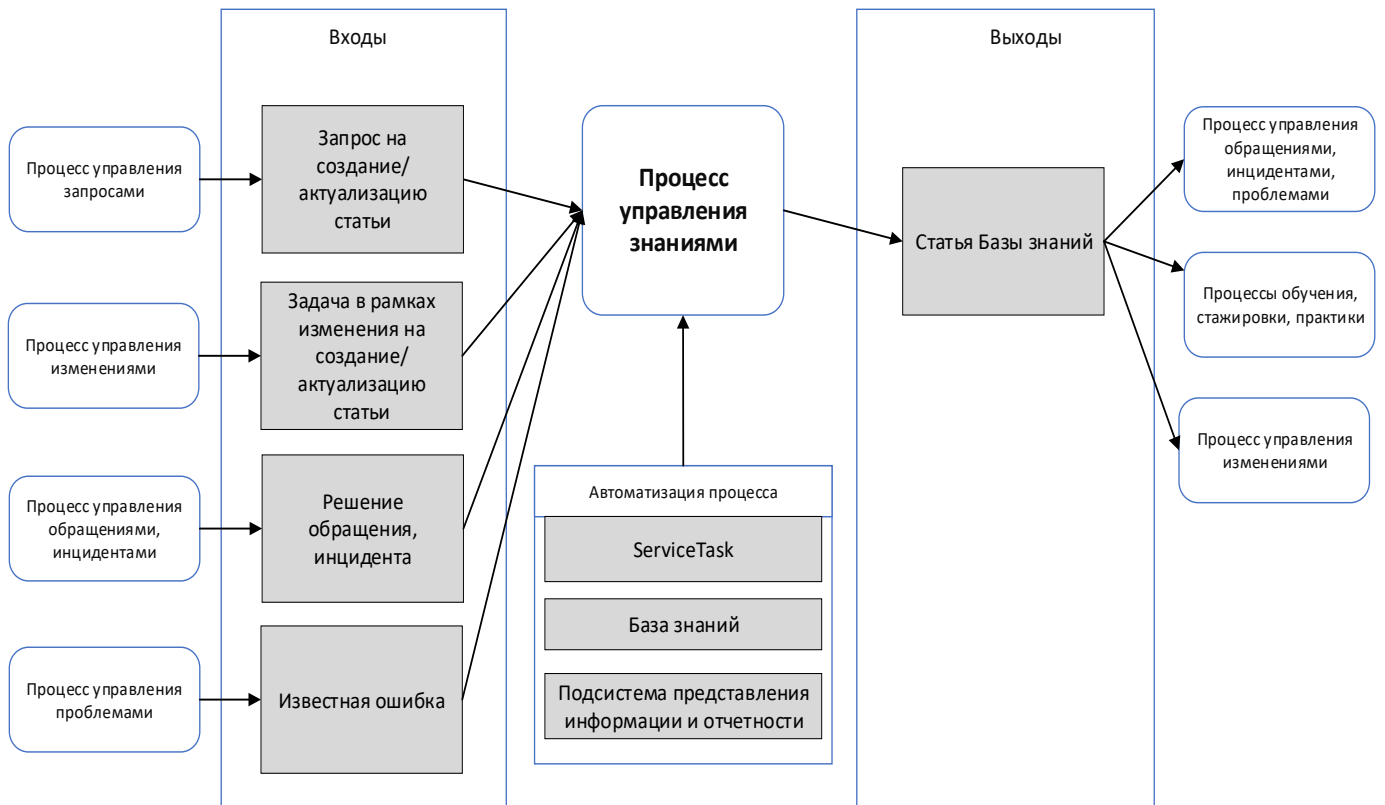 Входы
Выходы
Процесс управления
запросами
Запрос на
создание/
актуализацию
статьи
Процесс
управления
знаниями
Статья Базы знаний
Процесс управления
обращениями,
инцидентами,
проблемами
Процессы обучения,
стажировки, практики
Процесс управления
изменениями
Процесс управления
изменениями
Задача в рамках
изменения на
создание/
актуализацию
статьи
Процесс управления
обращениями,
инцидентами
Решение
обращения,
инцидента
Процесс управления
проблемами
Известная ошибка
Автоматизация процесса
ServiceTask
База знаний
Подсистема представления
информации и отчетности